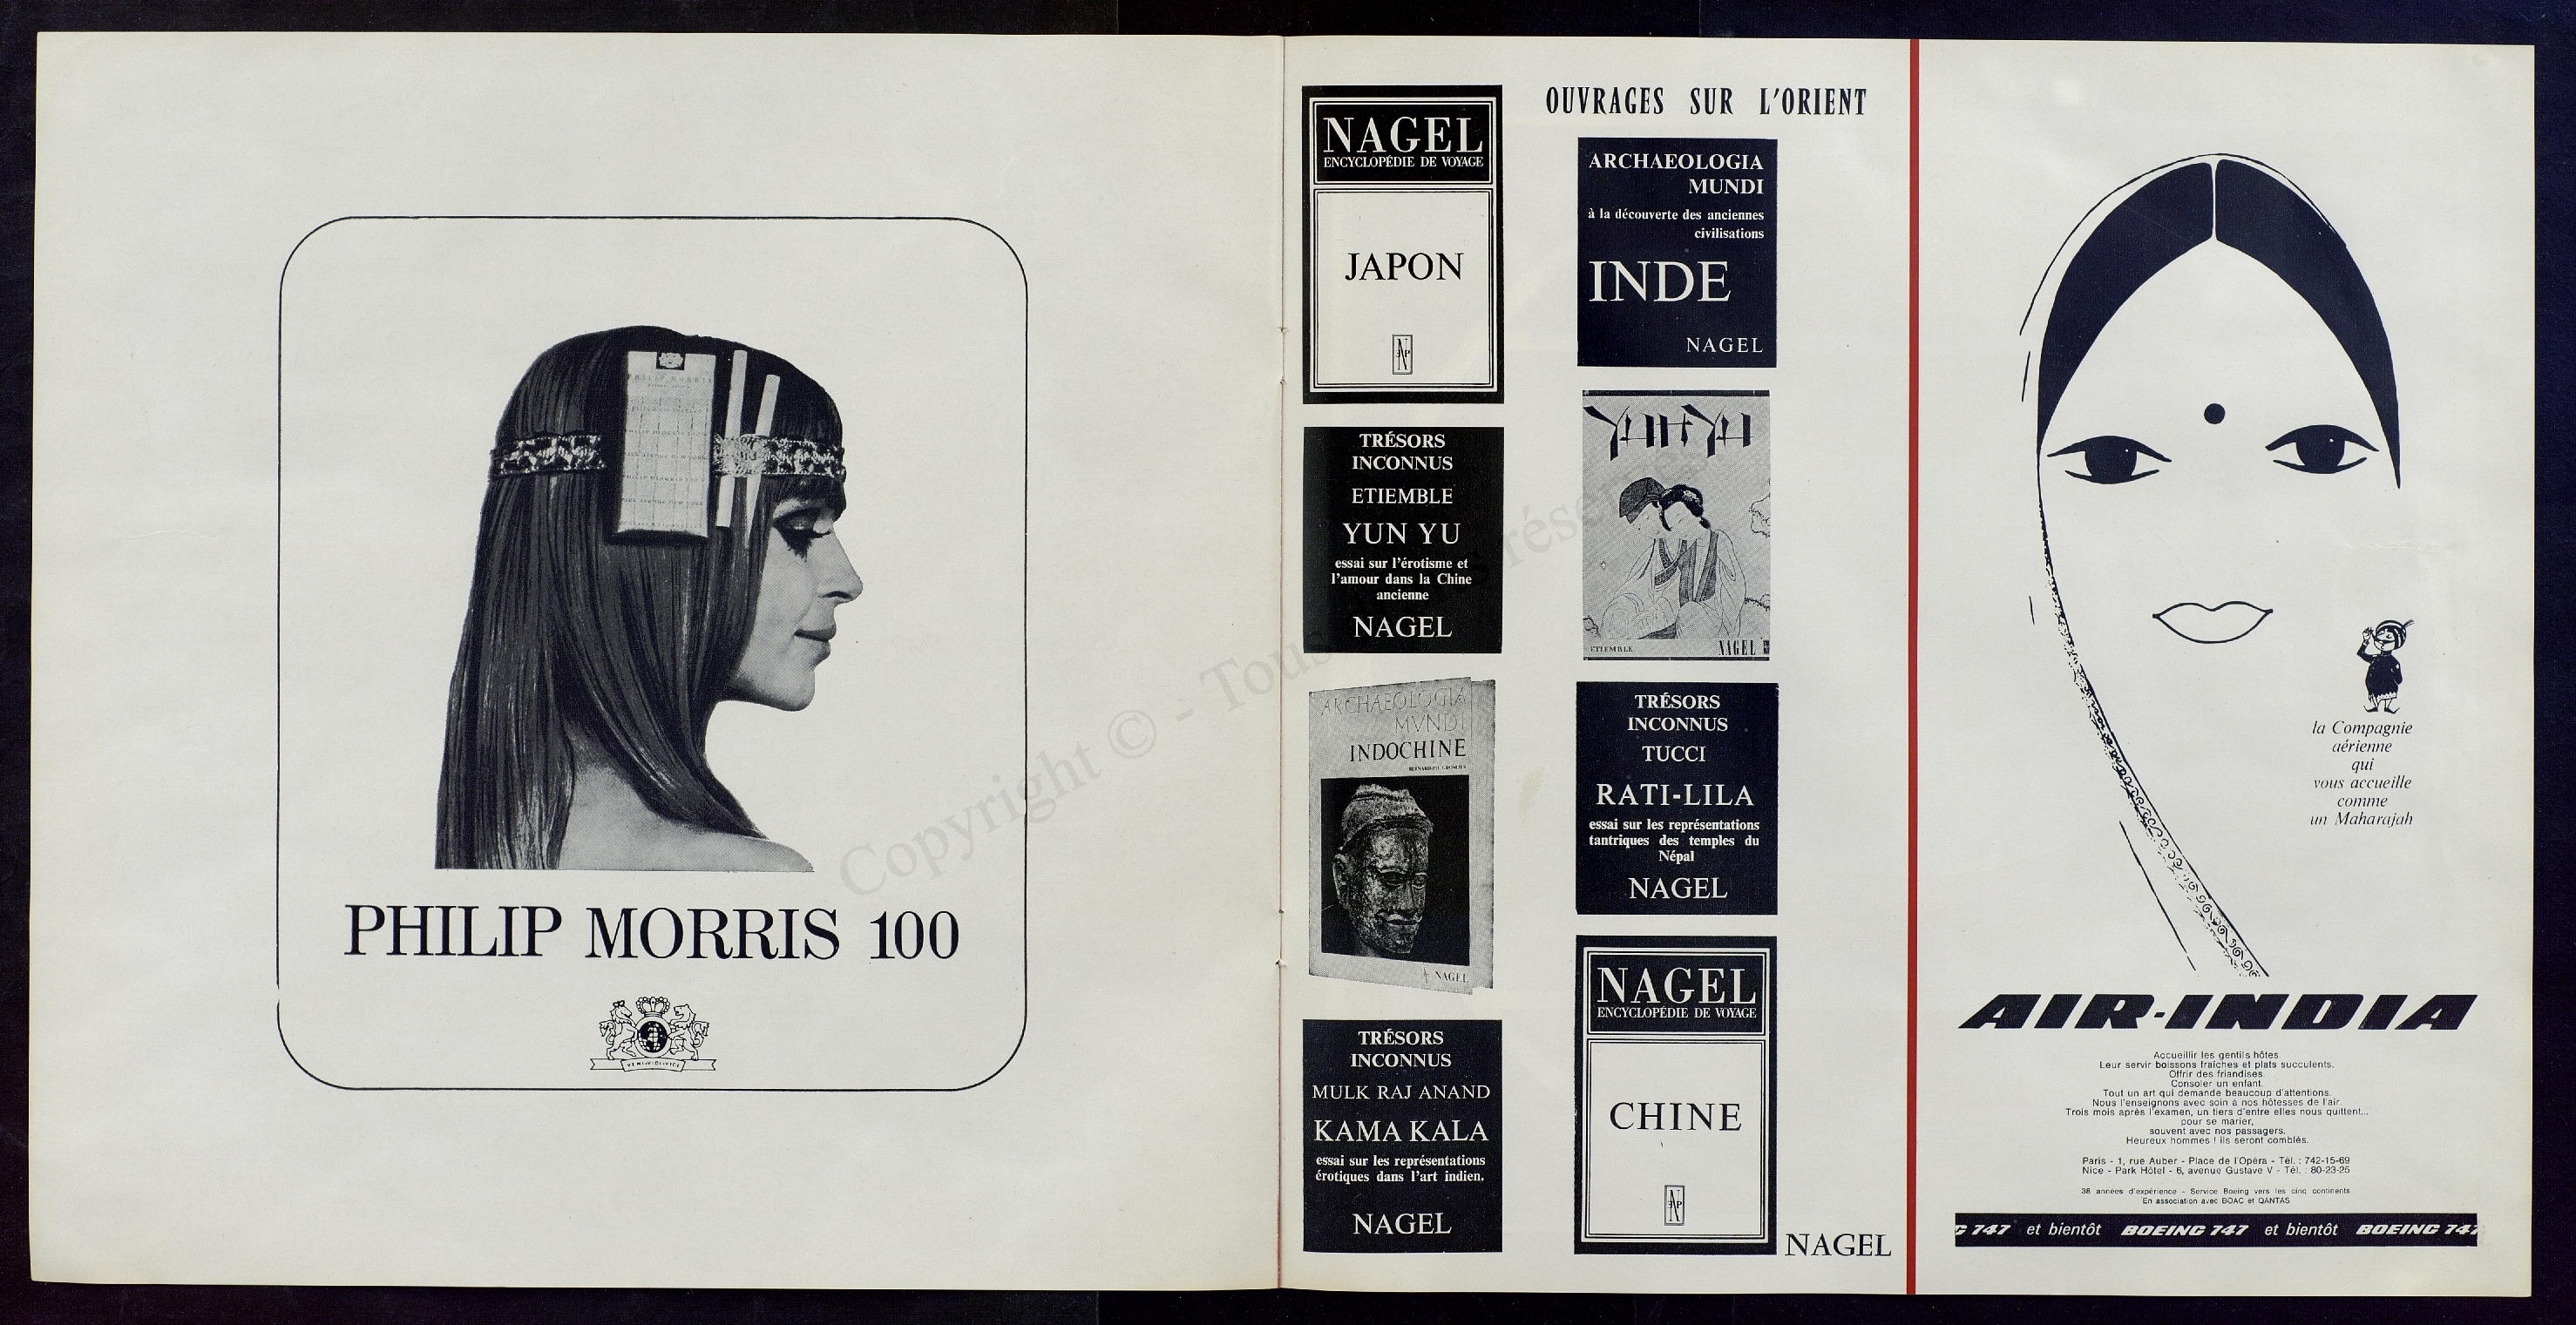 PHILIP MORRIS 100
OUVRAGES SUR L'ORIENT
NAGEL
ENCYCLOPÉDIE DE VOYAGE
JAPON
TRÉSORS
INCONNUS
ETIEMBLE
YUN YU
essai sur l'érotisme et
l'amour dans la Chine
ancienne
NAGEL
ARCHAEOLOGIA
MVNDI
INDOCHINE
NAGEL
TRÉSORS
INCONNUS
MULK RAJ ANAND
KAMA KALA
essai sur les représentations
érotiques dans l'art indien.
NAGEL
ARCHAEOLOGIA
MUNDI
à la découverte des anciennes
civilisations
INDE
NAGEL
YUN YU
ETIEMBLE NAGEL
TRÉSORS
INCONNUS
TUCCI
RATI-LILA
essai sur les représentations
tantriques des temples du
Népal
NAGEL
NAGEL
ENCYCLOPÉDIE DE VOYAGE
CHINE
NAGEL
la Compagnie
aérienne
qui
vous accueille
comme
un Maharajah
AIR-INDIA
Accueillir les gentils hôtes.
Leur servir boissons fraîches et plats succulents.
Offrir des friandises.
Consoler un enfant.
Tout un art qui demande beaucoup d'attentions.
Nous l'enseignons avec soin à nos hôtesses de l'air.
Trois mois après l'examen, un tiers d'entre elles nous quittent...
pour se marier,
souvent avec nos passagers.
Heureux hommes ! ils seront comblés.
Paris - 1, rue Auber - Place de l'Opéra - Tél. : 742-15-69
Nice - Park Hôtel - 6, avenue Gustave V - Tél. : 80-23-25
38 années d'expérience - Service Boeing vers les cinq continents
En association avec BOAC et QANTAS
G 747 et bientôt BOEING 747 et bientôt BOEING 747
Copyright © - Tous réservés